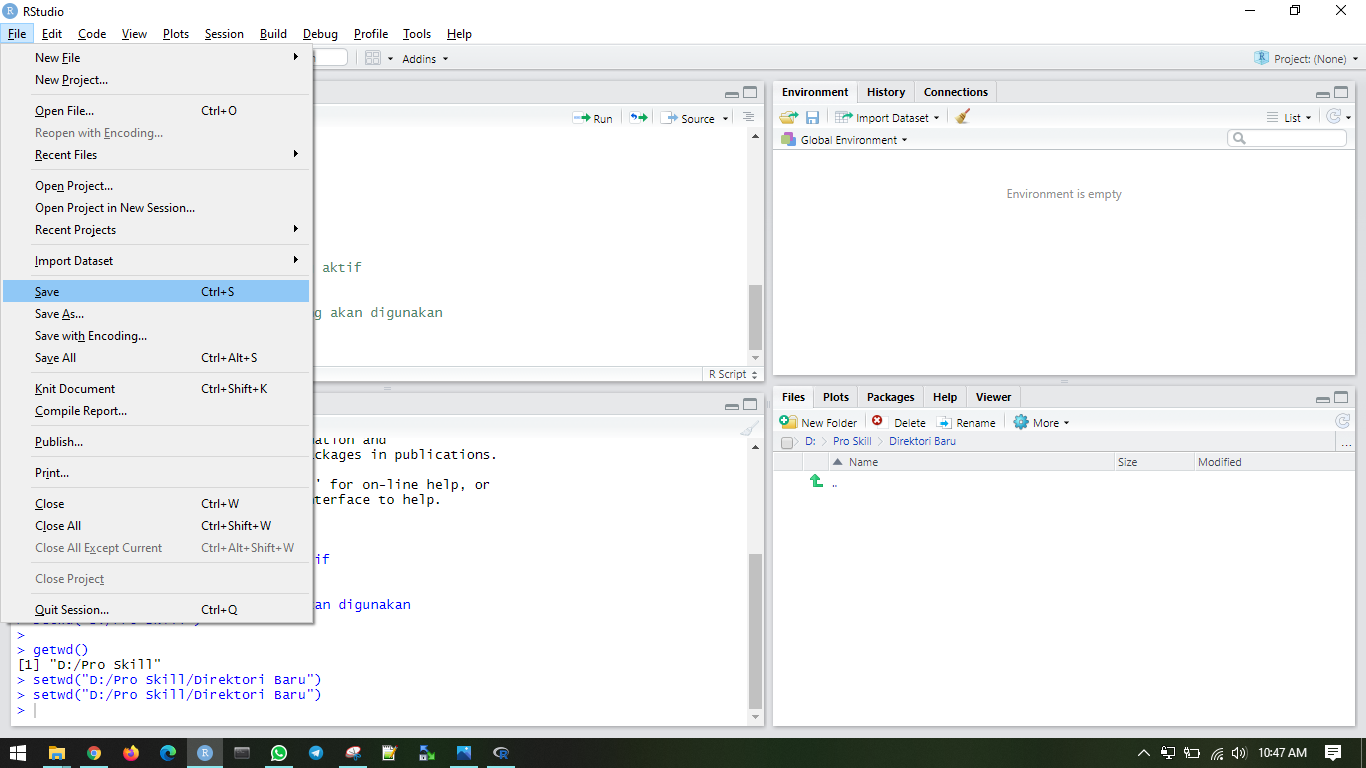 RStudio
File Edit Code View Plots Session Build Debug Profile Tools Help
Addins
Project: (None)
New File
New Project...
Open File... Ctrl+O
Reopen with Encoding...
Recent Files
Open Project...
Open Project in New Session...
Recent Projects
Import Dataset
Save Ctrl+S
Save As...
Save with Encoding...
Save All Ctrl+Alt+S
Knit Document Ctrl+Shift+K
Compile Report...
Publish...
Print...
Close Ctrl+W
Close All Ctrl+Shift+W
Close All Except Current Ctrl+Alt+Shift+W
Close Project
Quit Session... Ctrl+Q
Run Source
aktif
g akan digunakan
R Script
ation and
ckages in publications.
' for on-line help, or
terface to help.
if
an digunakan
>
> getwd()
[1] "D:/Pro Skill"
> setwd("D:/Pro Skill/Direktori Baru")
> setwd("D:/Pro Skill/Direktori Baru")
>
Environment History Connections
Import Dataset List
Global Environment
Environment is empty
Files Plots Packages Help Viewer
New Folder Delete Rename More
D: Pro Skill Direktori Baru ...
Name Size Modified
..
10:47 AM